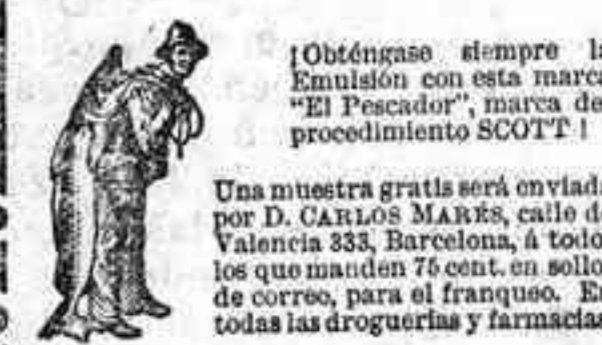 ¡Obténgase siempre la
Emulsión con esta marca
“El Pescador”, marca de
procedimiento SCOTT !
Una muestra gratis será enviada
por D. CARLOS MARÉS, calle de
Valencia 333, Barcelona, á todo
los que manden 75 cent. en sello
de correo, para el franqueo. En
todas las droguerías y farmacias